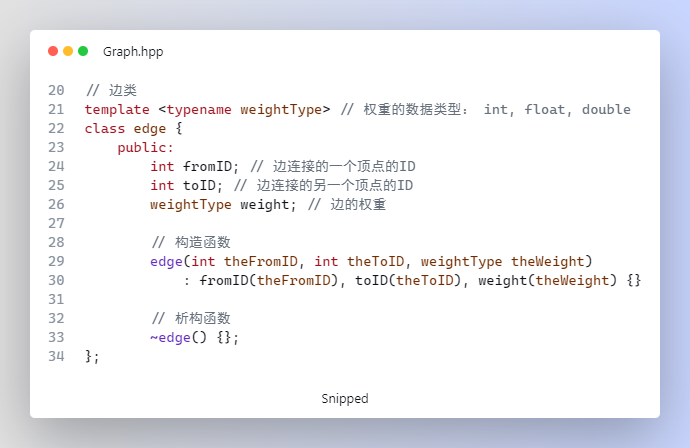 Graph.hpp
20 // 边类
21 template <typename weightType> // 权重的数据类型： int, float, double
22 class edge {
23 public:
24 int fromID; // 边连接的一个顶点的ID
25 int toID; // 边连接的另一个顶点的ID
26 weightType weight; // 边的权重
27
28 // 构造函数
29 edge(int theFromID, int theToID, weightType theWeight)
30 : fromID(theFromID), toID(theToID), weight(theWeight) {}
31
32 // 析构函数
33 ~edge() {};
34 };
Snipped